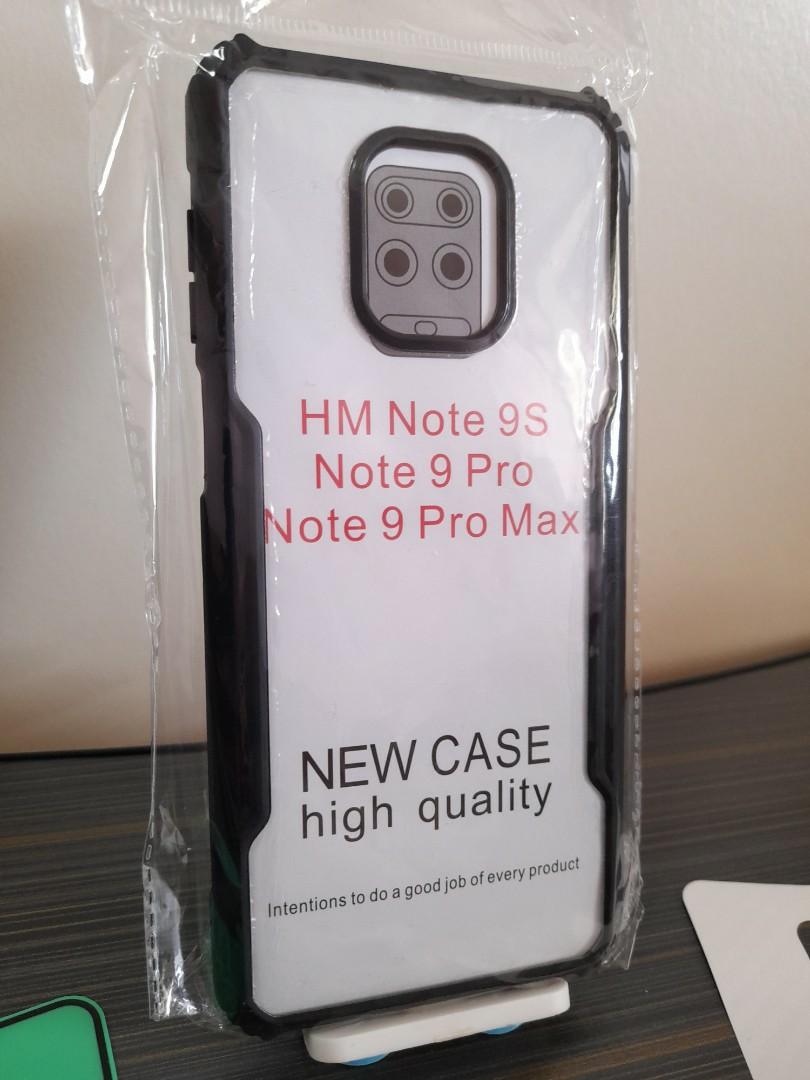 HM Note 9S
Note 9 Pro
Note 9 Pro Max
NEW CASE
high quality
Intentions to do a good job of every product